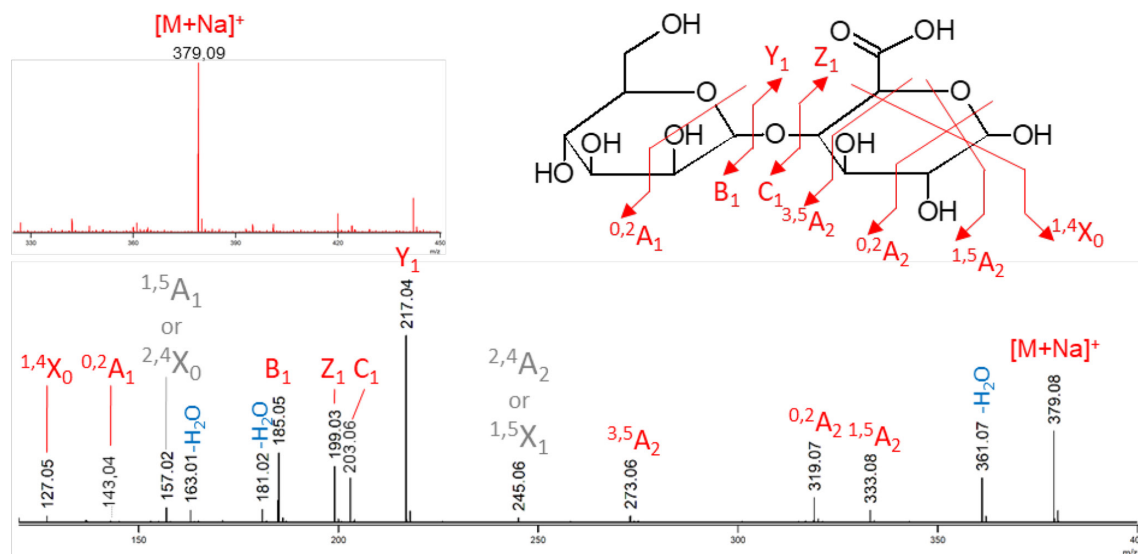 [M+Na]+
379,09
330
360
390
420
450
m/z
OH
O
OH
O
Y1
Z1
O
O
OH
HO
OH
OH
O
OH
OH
OH
B1
C1
3,5A2
0,2A1
0,2A2
1,5A2
1,4X0
1,4X0
0,2A1
1,5A1
or
2,4X0
-H2O
-H2O
B1
Z1
C1
Y1
2,4A2
or
1,5X1
3,5A2
0,2A2
1,5A2
-H2O
[M+Na]+
127.05
143,04
157.02
163.01
181.02
185.05
199.03
203.06
217.04
245.06
273.06
319.07
333.08
361.07
379.08
150
200
250
300
350